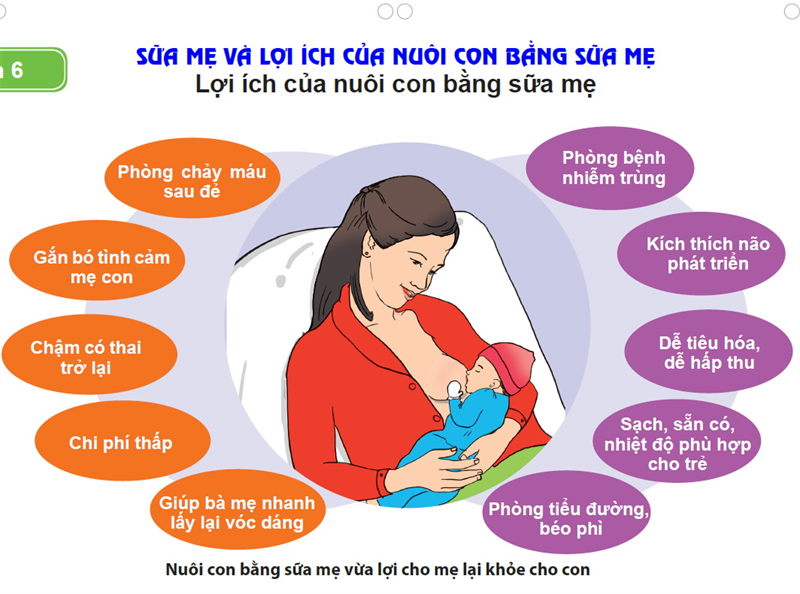 6
SỮA MẸ VÀ LỢI ÍCH CỦA NUÔI CON BẰNG SỮA MẸ
Lợi ích của nuôi con bằng sữa mẹ
Phòng chảy máu
sau đẻ
Gắn bó tình cảm
mẹ con
Chậm có thai
trở lại
Chi phí thấp
Giúp bà mẹ nhanh
lấy lại vóc dáng
Phòng bệnh
nhiễm trùng
Kích thích não
phát triển
Dễ tiêu hóa,
dễ hấp thu
Sạch, sẵn có,
nhiệt độ phù hợp
cho trẻ
Phòng tiểu đường,
béo phì
Nuôi con bằng sữa mẹ vừa lợi cho mẹ lại khỏe cho con